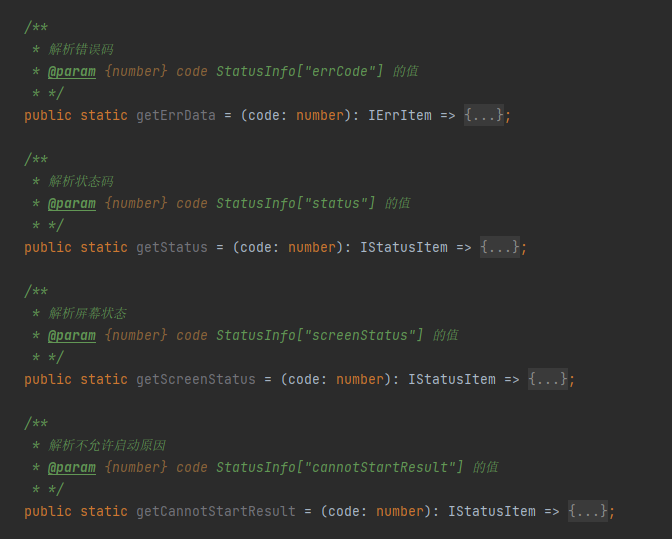 /**
* 解析错误码
* @param {number} code StatusInfo["errCode"] 的值
* */
public static getErrData = (code: number): IErrItem => {...};
/**
* 解析状态码
* @param {number} code StatusInfo["status"] 的值
* */
public static getStatus = (code: number): IStatusItem => {...};
/**
* 解析屏幕状态
* @param {number} code StatusInfo["screenStatus"] 的值
* */
public static getScreenStatus = (code: number): IStatusItem => {...};
/**
* 解析不允许启动原因
* @param {number} code StatusInfo["cannotStartResult"] 的值
* */
public static getCannotStartResult = (code: number): IStatusItem => {...};